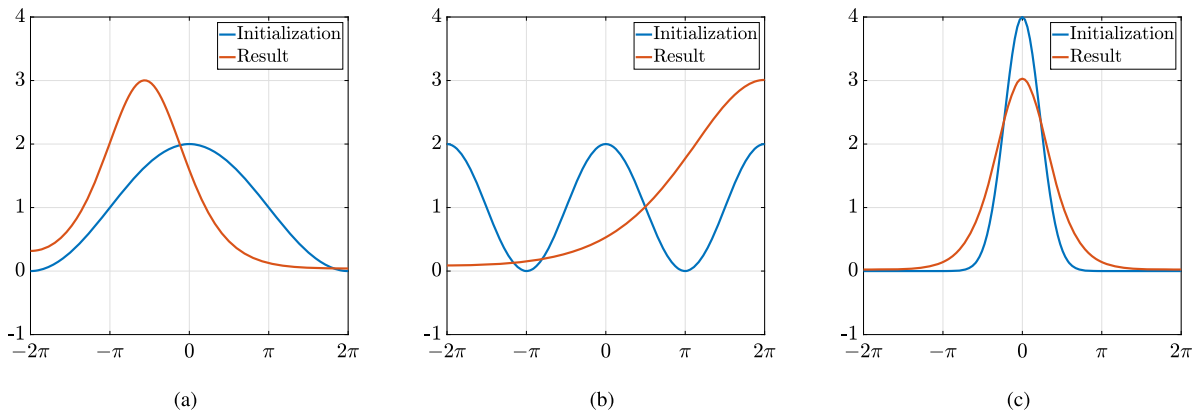 4
3
2
1
0
-1
−2π
−π
0
π
2π
Initialization
Result
(a)
4
3
2
1
0
-1
−2π
−π
0
π
2π
Initialization
Result
(b)
4
3
2
1
0
-1
−2π
−π
0
π
2π
Initialization
Result
(c)